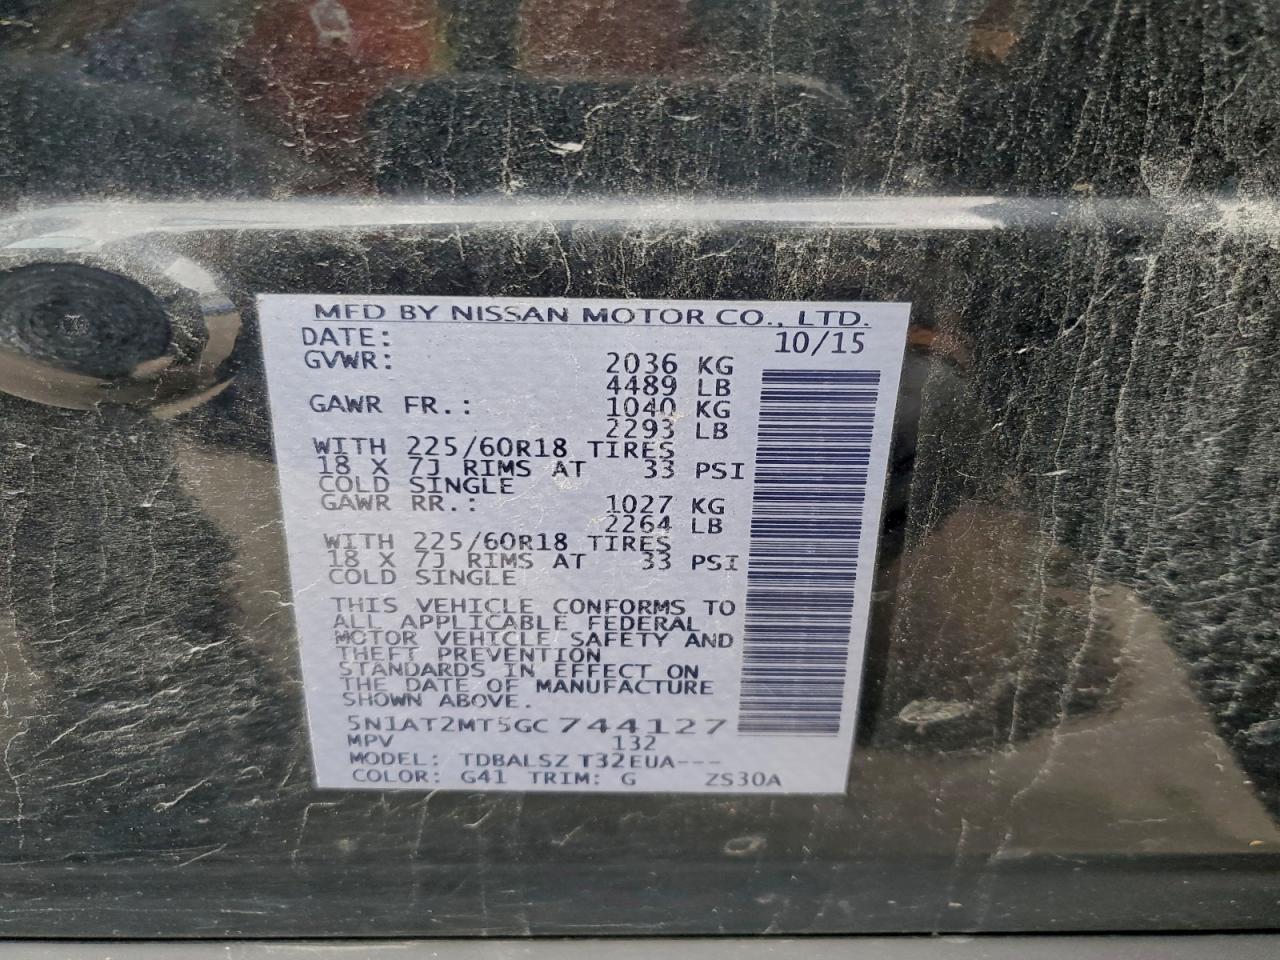 MFD BY NISSAN MOTOR CO., LTD.
DATE: 10/15
GVWR: 2036 KG
4489 LB
GAWR FR.: 1040 KG
2293 LB
WITH 225/60R18 TIRES
18 X 7J RIMS AT 33 PSI
COLD SINGLE
GAWR RR.: 1027 KG
2264 LB
WITH 225/60R18 TIRES
18 X 7J RIMS AT 33 PSI
COLD SINGLE
THIS VEHICLE CONFORMS TO
ALL APPLICABLE FEDERAL
MOTOR VEHICLE SAFETY AND
THEFT PREVENTION
STANDARDS IN EFFECT ON
THE DATE OF MANUFACTURE
SHOWN ABOVE.
5N1AT2MT5GC744127
MPV 132
MODEL: TDBALSZ T32EUA---
COLOR: G41 TRIM: G ZS30A